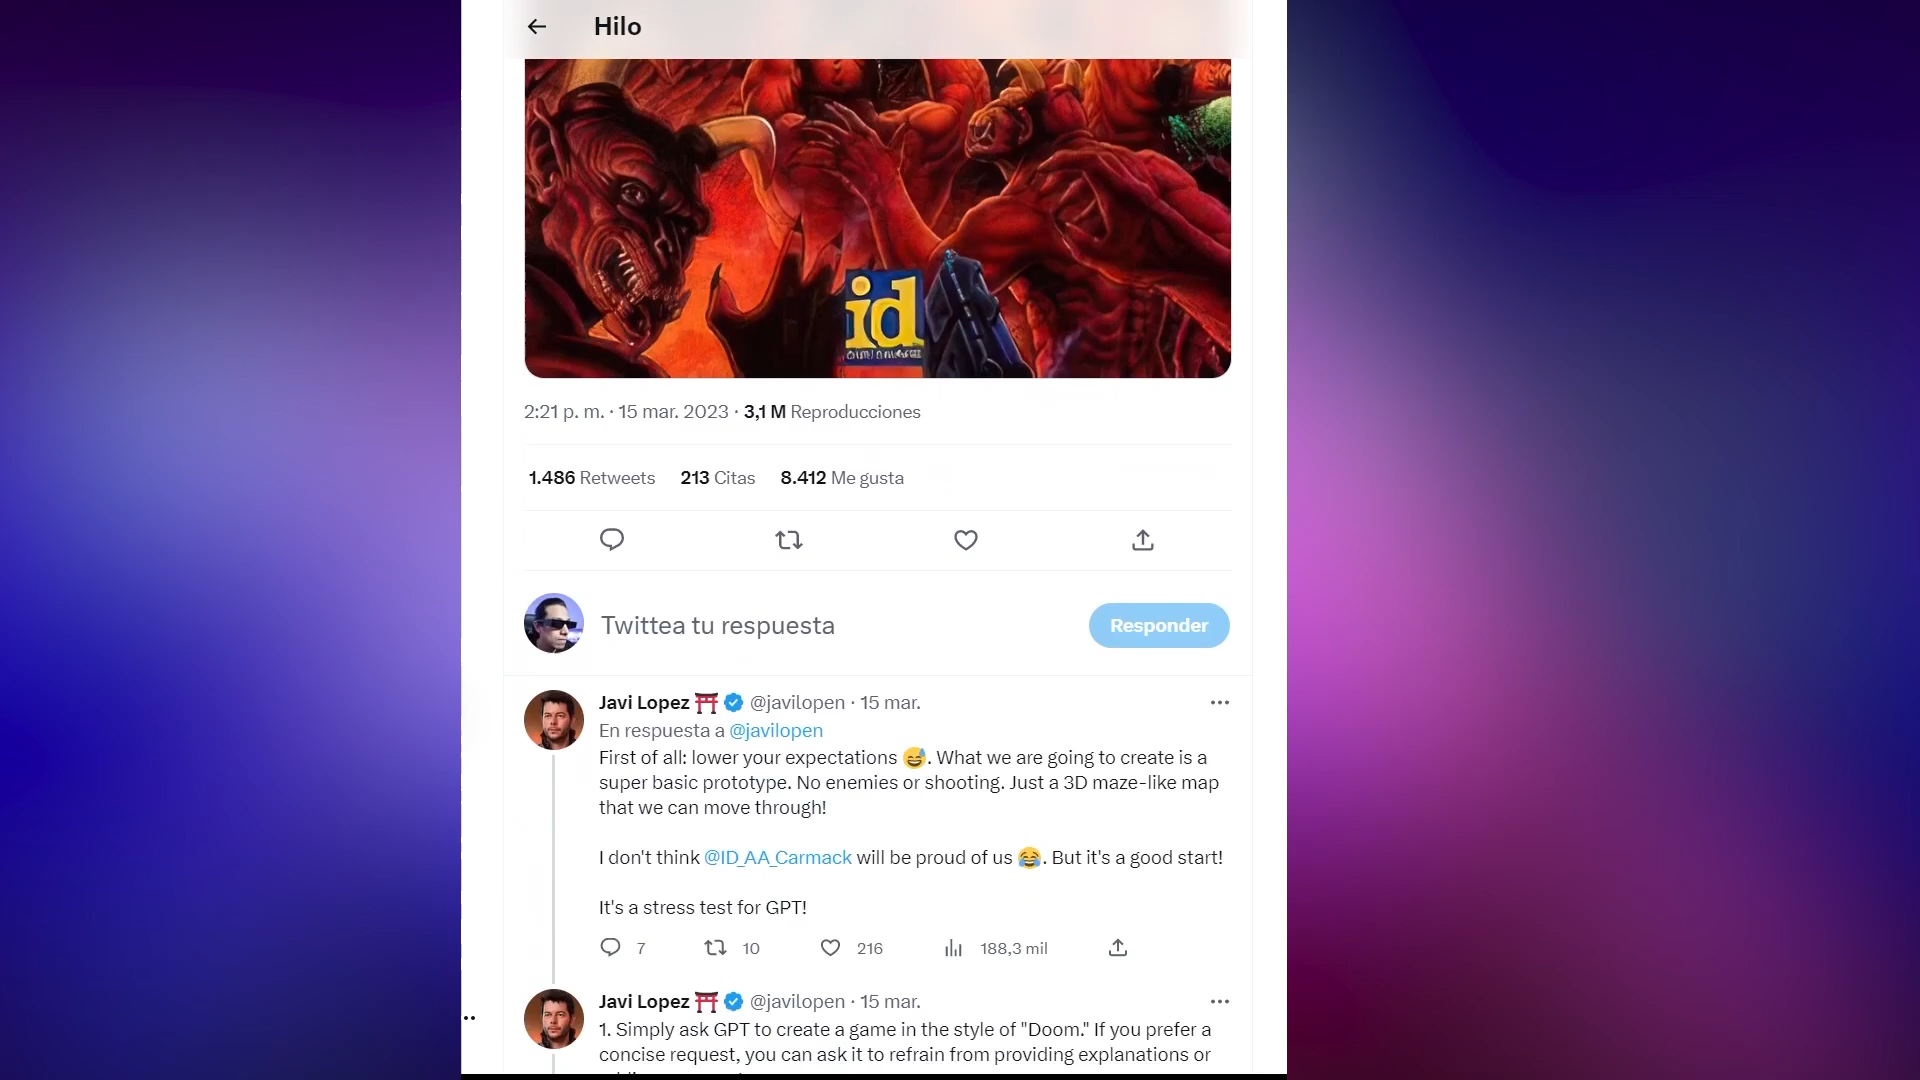 Hilo
id
2:21 p. m. · 15 mar. 2023 · 3,1 M Reproducciones
1.486 Retweets 213 Citas 8.412 Me gusta
Twittea tu respuesta
Responder
Javi Lopez @javilopen · 15 mar.
En respuesta a @javilopen
First of all: lower your expectations 😅. What we are going to create is a
super basic prototype. No enemies or shooting. Just a 3D maze-like map
that we can move through!
I don't think @ID_AA_Carmack will be proud of us 😂. But it's a good start!
It's a stress test for GPT!
7 10 216 188,3 mil
Javi Lopez @javilopen · 15 mar.
1. Simply ask GPT to create a game in the style of "Doom." If you prefer a
concise request, you can ask it to refrain from providing explanations or